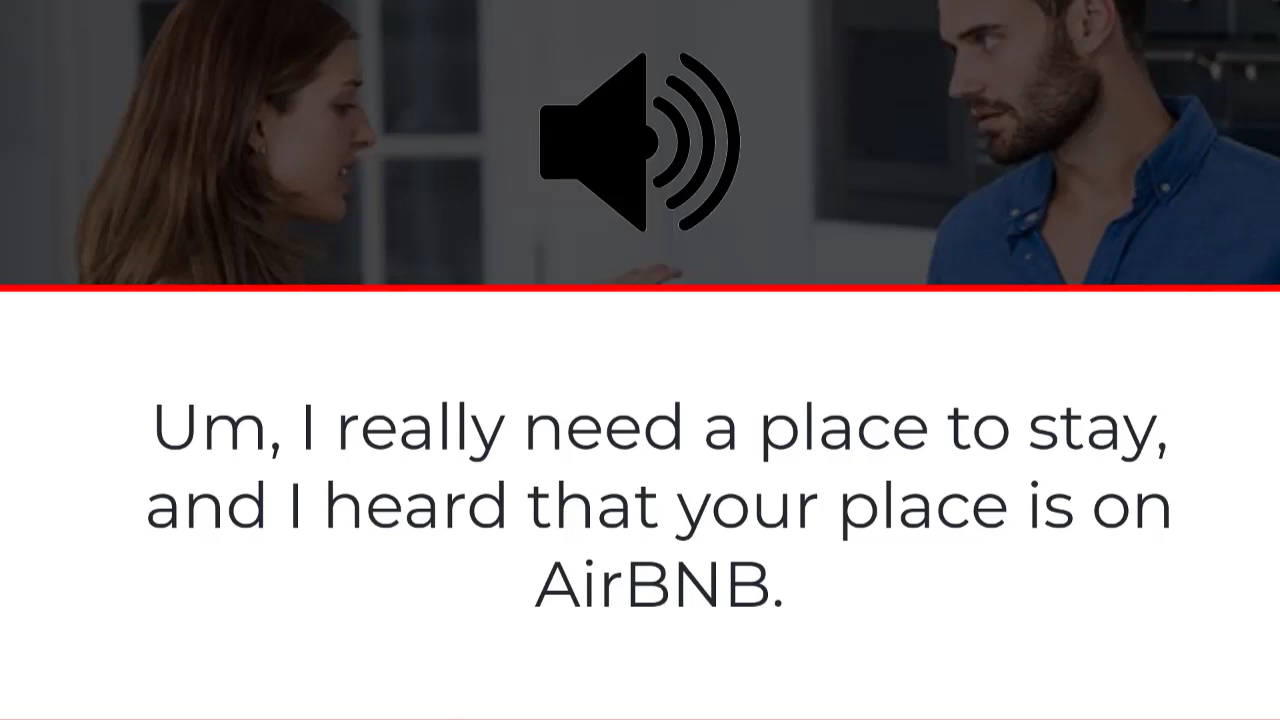 Um, I really need a place to stay,
and I heard that your place is on
AirBNB.